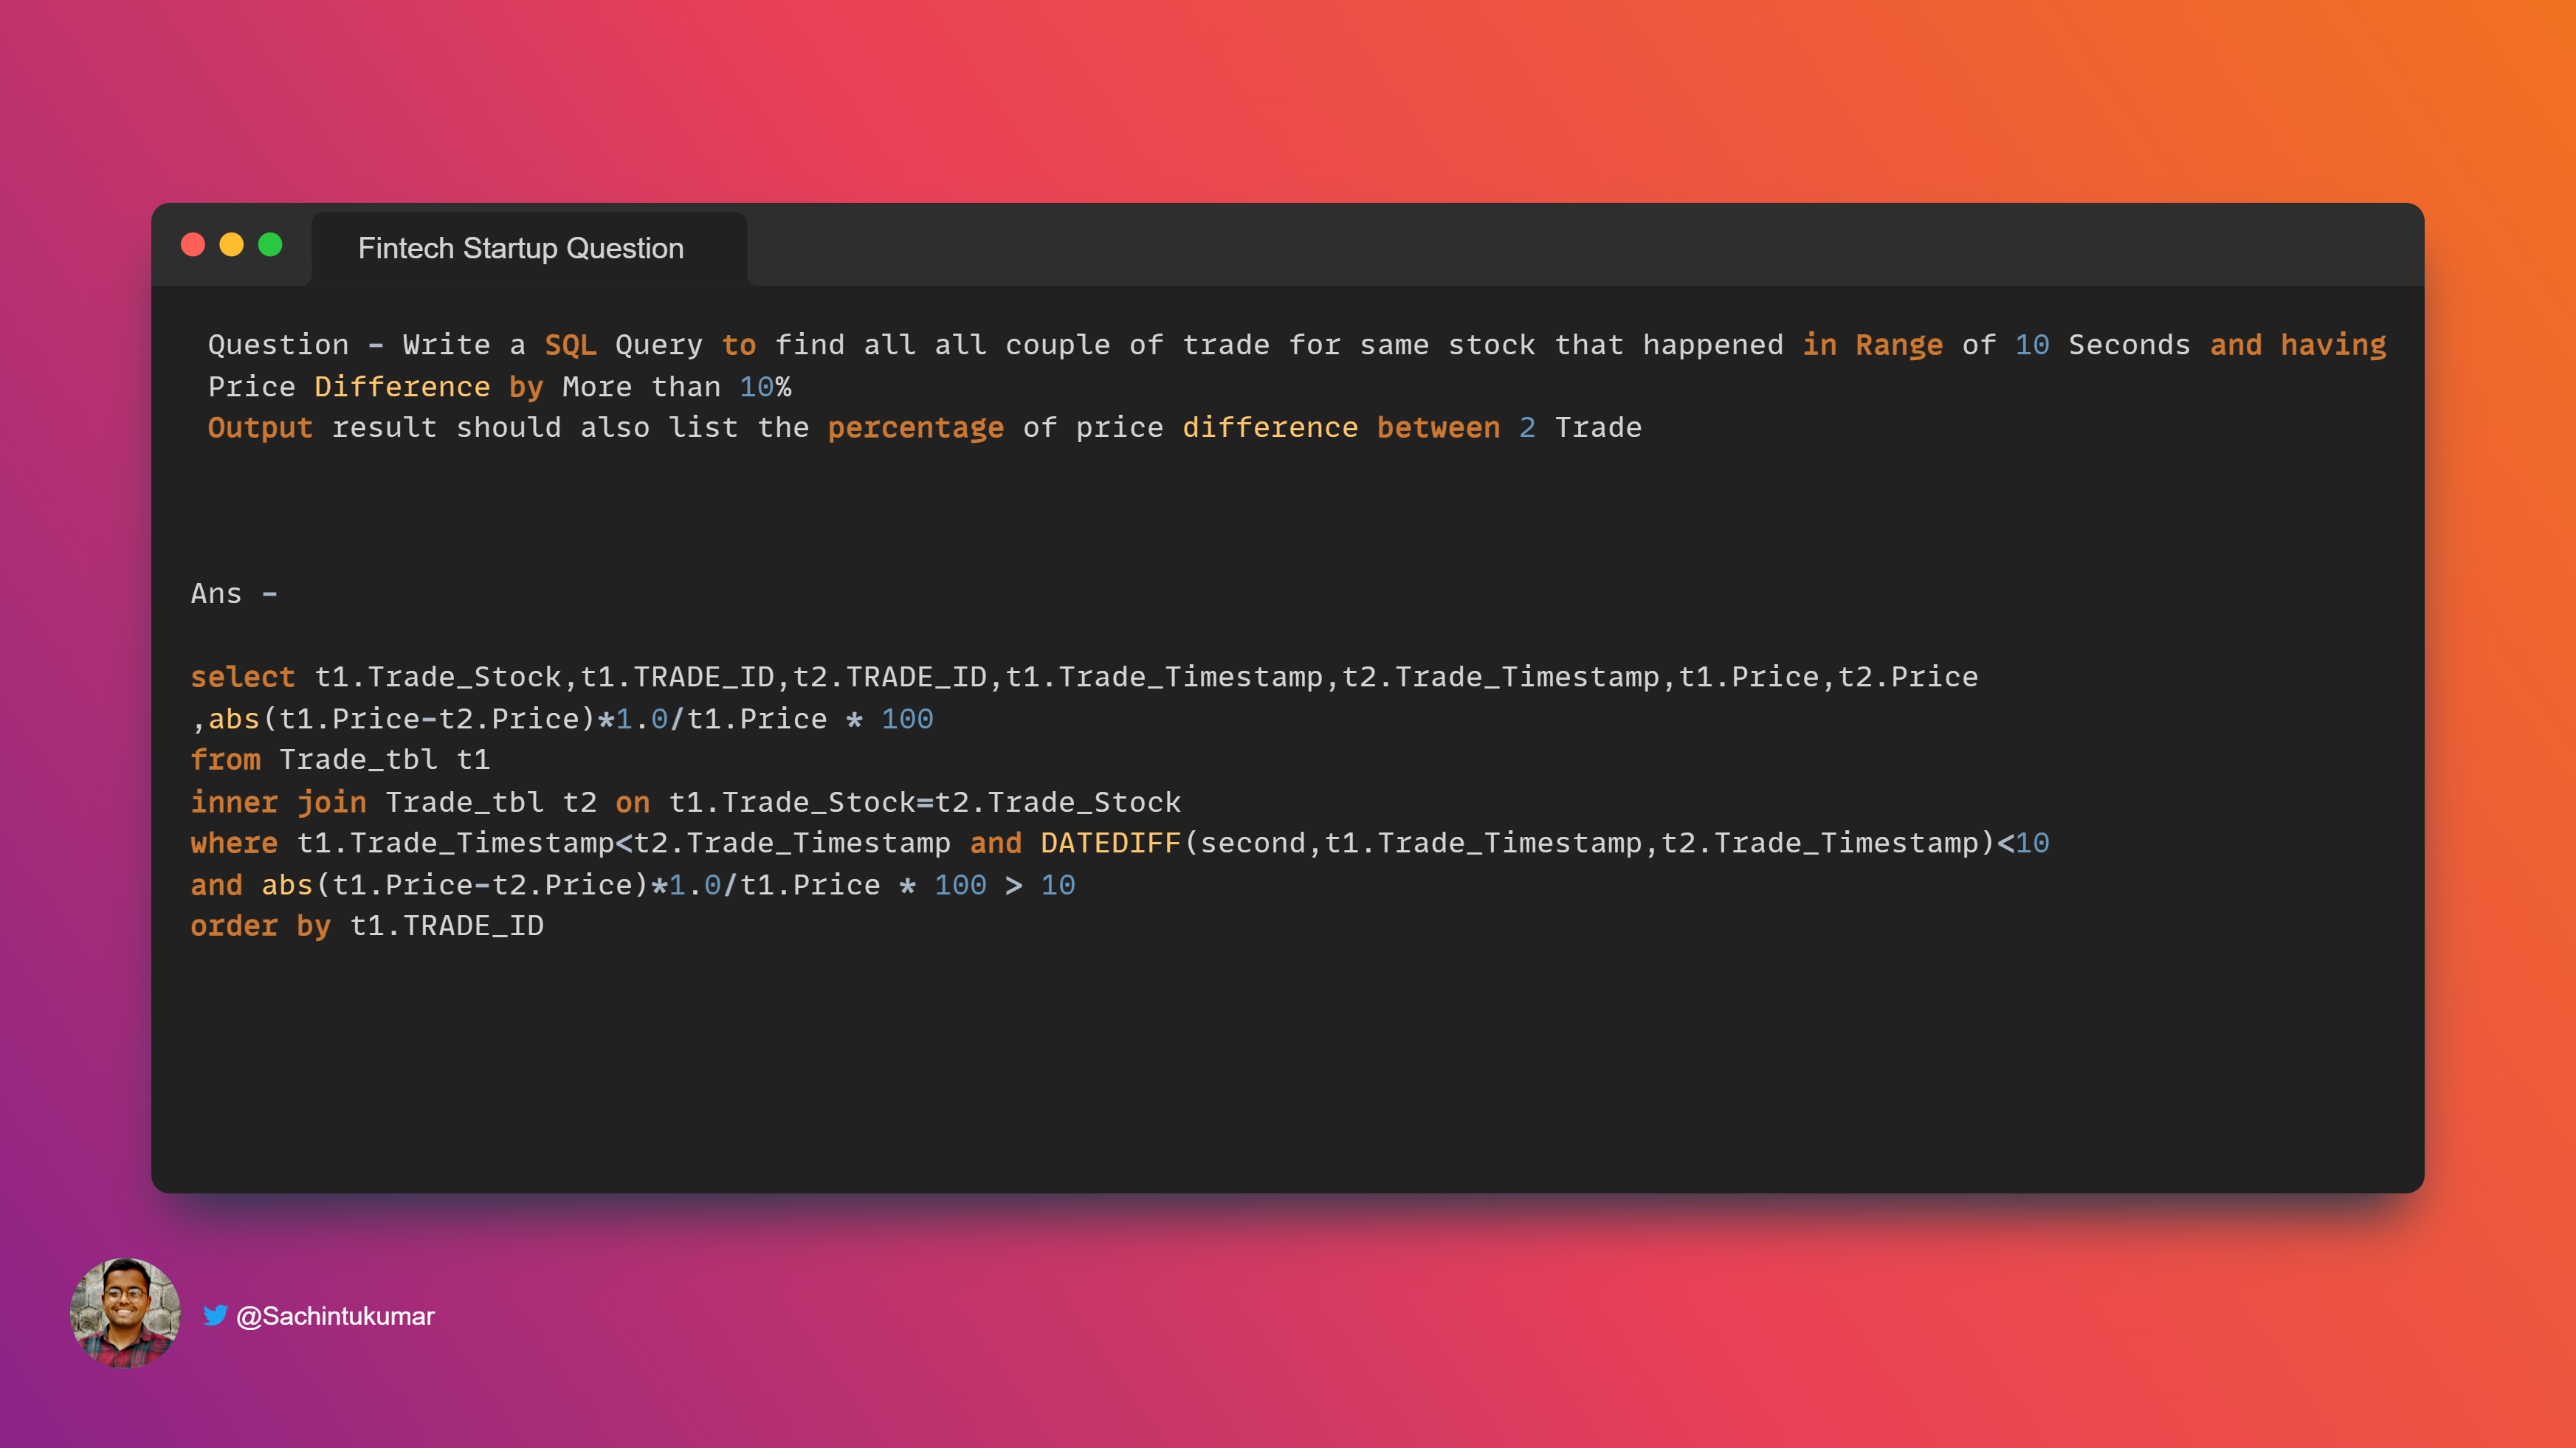 Fintech Startup Question
Question - Write a SQL Query to find all all couple of trade for same stock that happened in Range of 10 Seconds and having
Price Difference by More than 10%
Output result should also list the percentage of price difference between 2 Trade
Ans -
select t1.Trade_Stock,t1.TRADE_ID,t2.TRADE_ID,t1.Trade_Timestamp,t2.Trade_Timestamp,t1.Price,t2.Price
,abs(t1.Price-t2.Price)*1.0/t1.Price * 100
from Trade_tbl t1
inner join Trade_tbl t2 on t1.Trade_Stock=t2.Trade_Stock
where t1.Trade_Timestamp<t2.Trade_Timestamp and DATEDIFF(second,t1.Trade_Timestamp,t2.Trade_Timestamp)<10
and abs(t1.Price-t2.Price)*1.0/t1.Price * 100 > 10
order by t1.TRADE_ID
@Sachintukumar